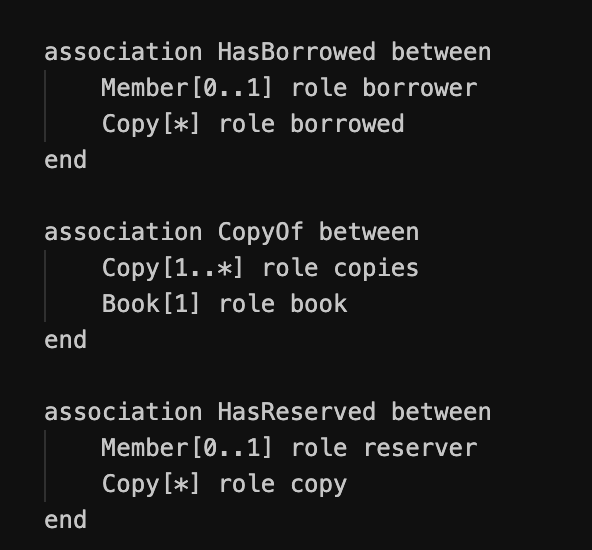 association HasBorrowed between
    Member[0..1] role borrower
    Copy[*] role borrowed
end

association CopyOf between
    Copy[1..*] role copies
    Book[1] role book
end

association HasReserved between
    Member[0..1] role reserver
    Copy[*] role copy
end